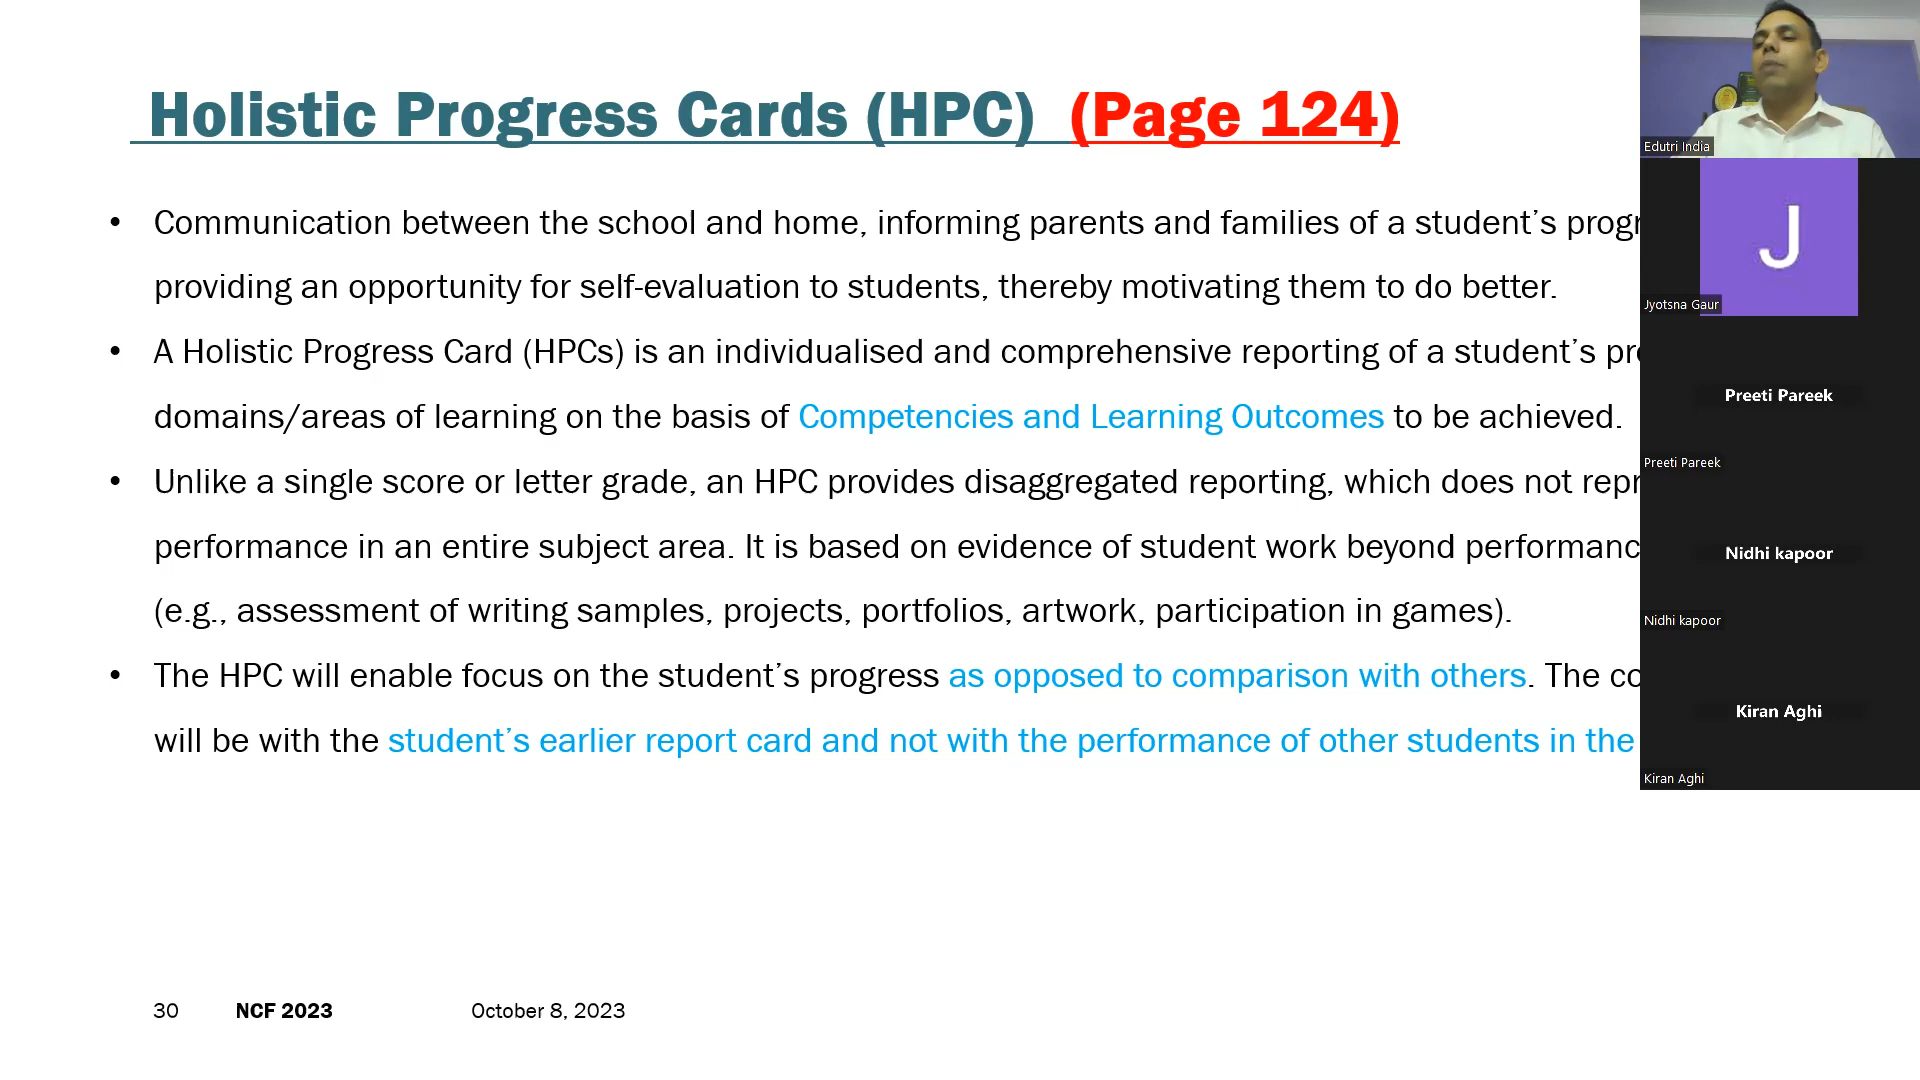 Holistic Progress Cards (HPC) (Page 124)
• Communication between the school and home, informing parents and families of a student’s
providing an opportunity for self-evaluation to students, thereby motivating them to do better.
• A Holistic Progress Card (HPCs) is an individualised and comprehensive reporting of a student’s
domains/areas of learning on the basis of Competencies and Learning Outcomes to be achieved.
• Unlike a single score or letter grade, an HPC provides disaggregated reporting, which does not
performance in an entire subject area. It is based on evidence of student work beyond
(e.g., assessment of writing samples, projects, portfolios, artwork, participation in games).
• The HPC will enable focus on the student’s progress as opposed to comparison with others. The
will be with the student’s earlier report card and not with the performance of other students in the
30 NCF 2023 October 8, 2023
Edutri India
J
Jyotsna Gaur
Preeti Pareek
Preeti Pareek
Nidhi kapoor
Nidhi kapoor
Kiran Aghi
Kiran Aghi